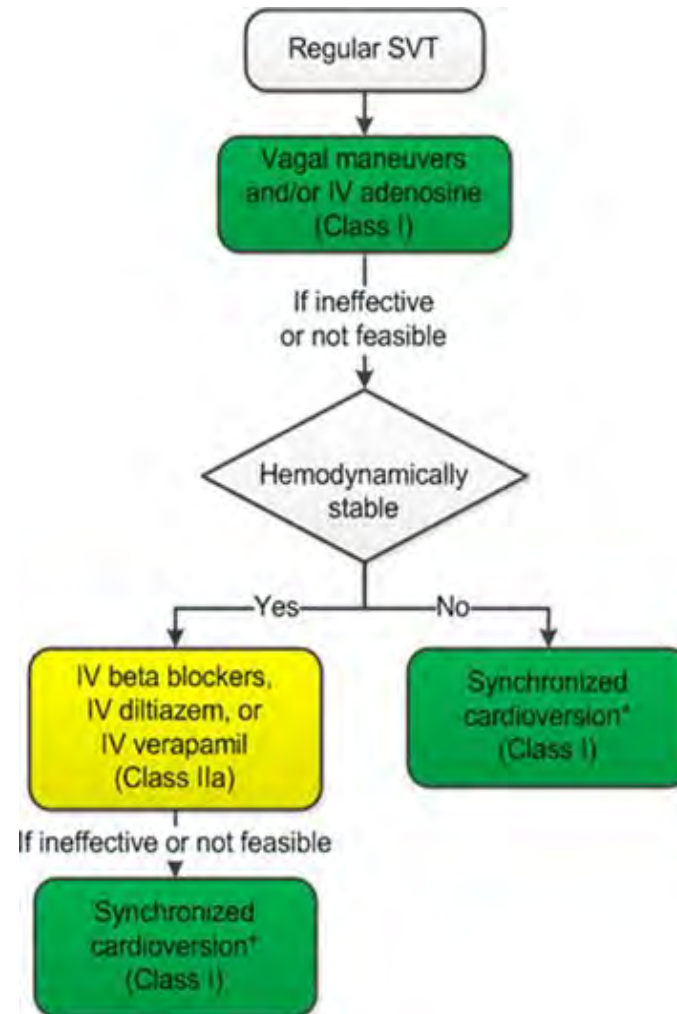 Regular SVT
Vagal maneuvers
and/or IV adenosine
(Class I)
If ineffective
or not feasible
Hemodynamically
stable
Yes
No
IV beta blockers,
IV diltiazem, or
IV verapamil
(Class IIa)
Synchronized
cardioversion*
(Class I)
If ineffective or not feasible
Synchronized
cardioversion*
(Class I)